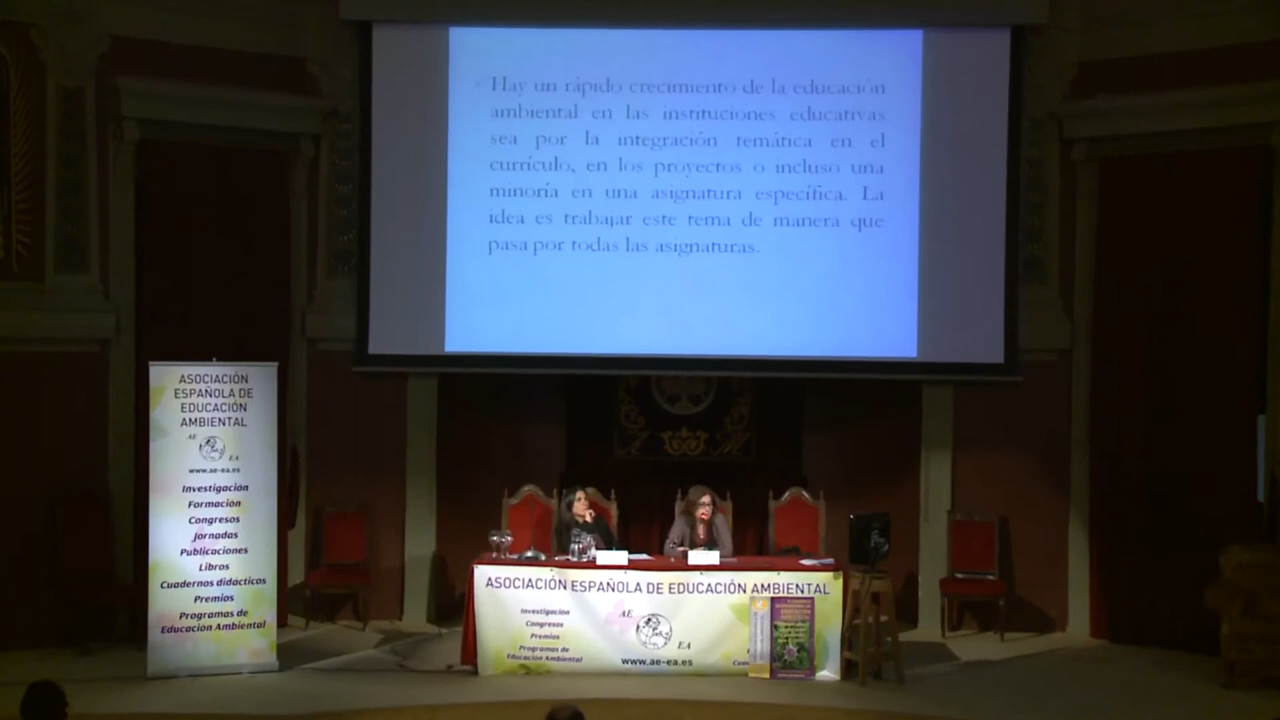 Hay un rápido crecimiento de la educación
ambiental en las instituciones educativas
sea por la integración temática en el
currículo, en los proyectos o incluso una
minoría en una asignatura específica. La
idea es trabajar este tema de manera que
pasa por todas las asignaturas.
ASOCIACIÓN
ESPAÑOLA DE
EDUCACIÓN
AMBIENTAL
AE
EA
www.ae-ea.es
Investigación
Formación
Congresos
Jornadas
Publicaciones
Libros
Cuadernos didacticos
Premios
Programas de
Educación Ambiental
ASOCIACIÓN ESPAÑOLA DE EDUCACIÓN AMBIENTAL
Investigación
Congresos
Premios
Programas de
Educación Ambiental
AE
EA
www.ae-ea.es